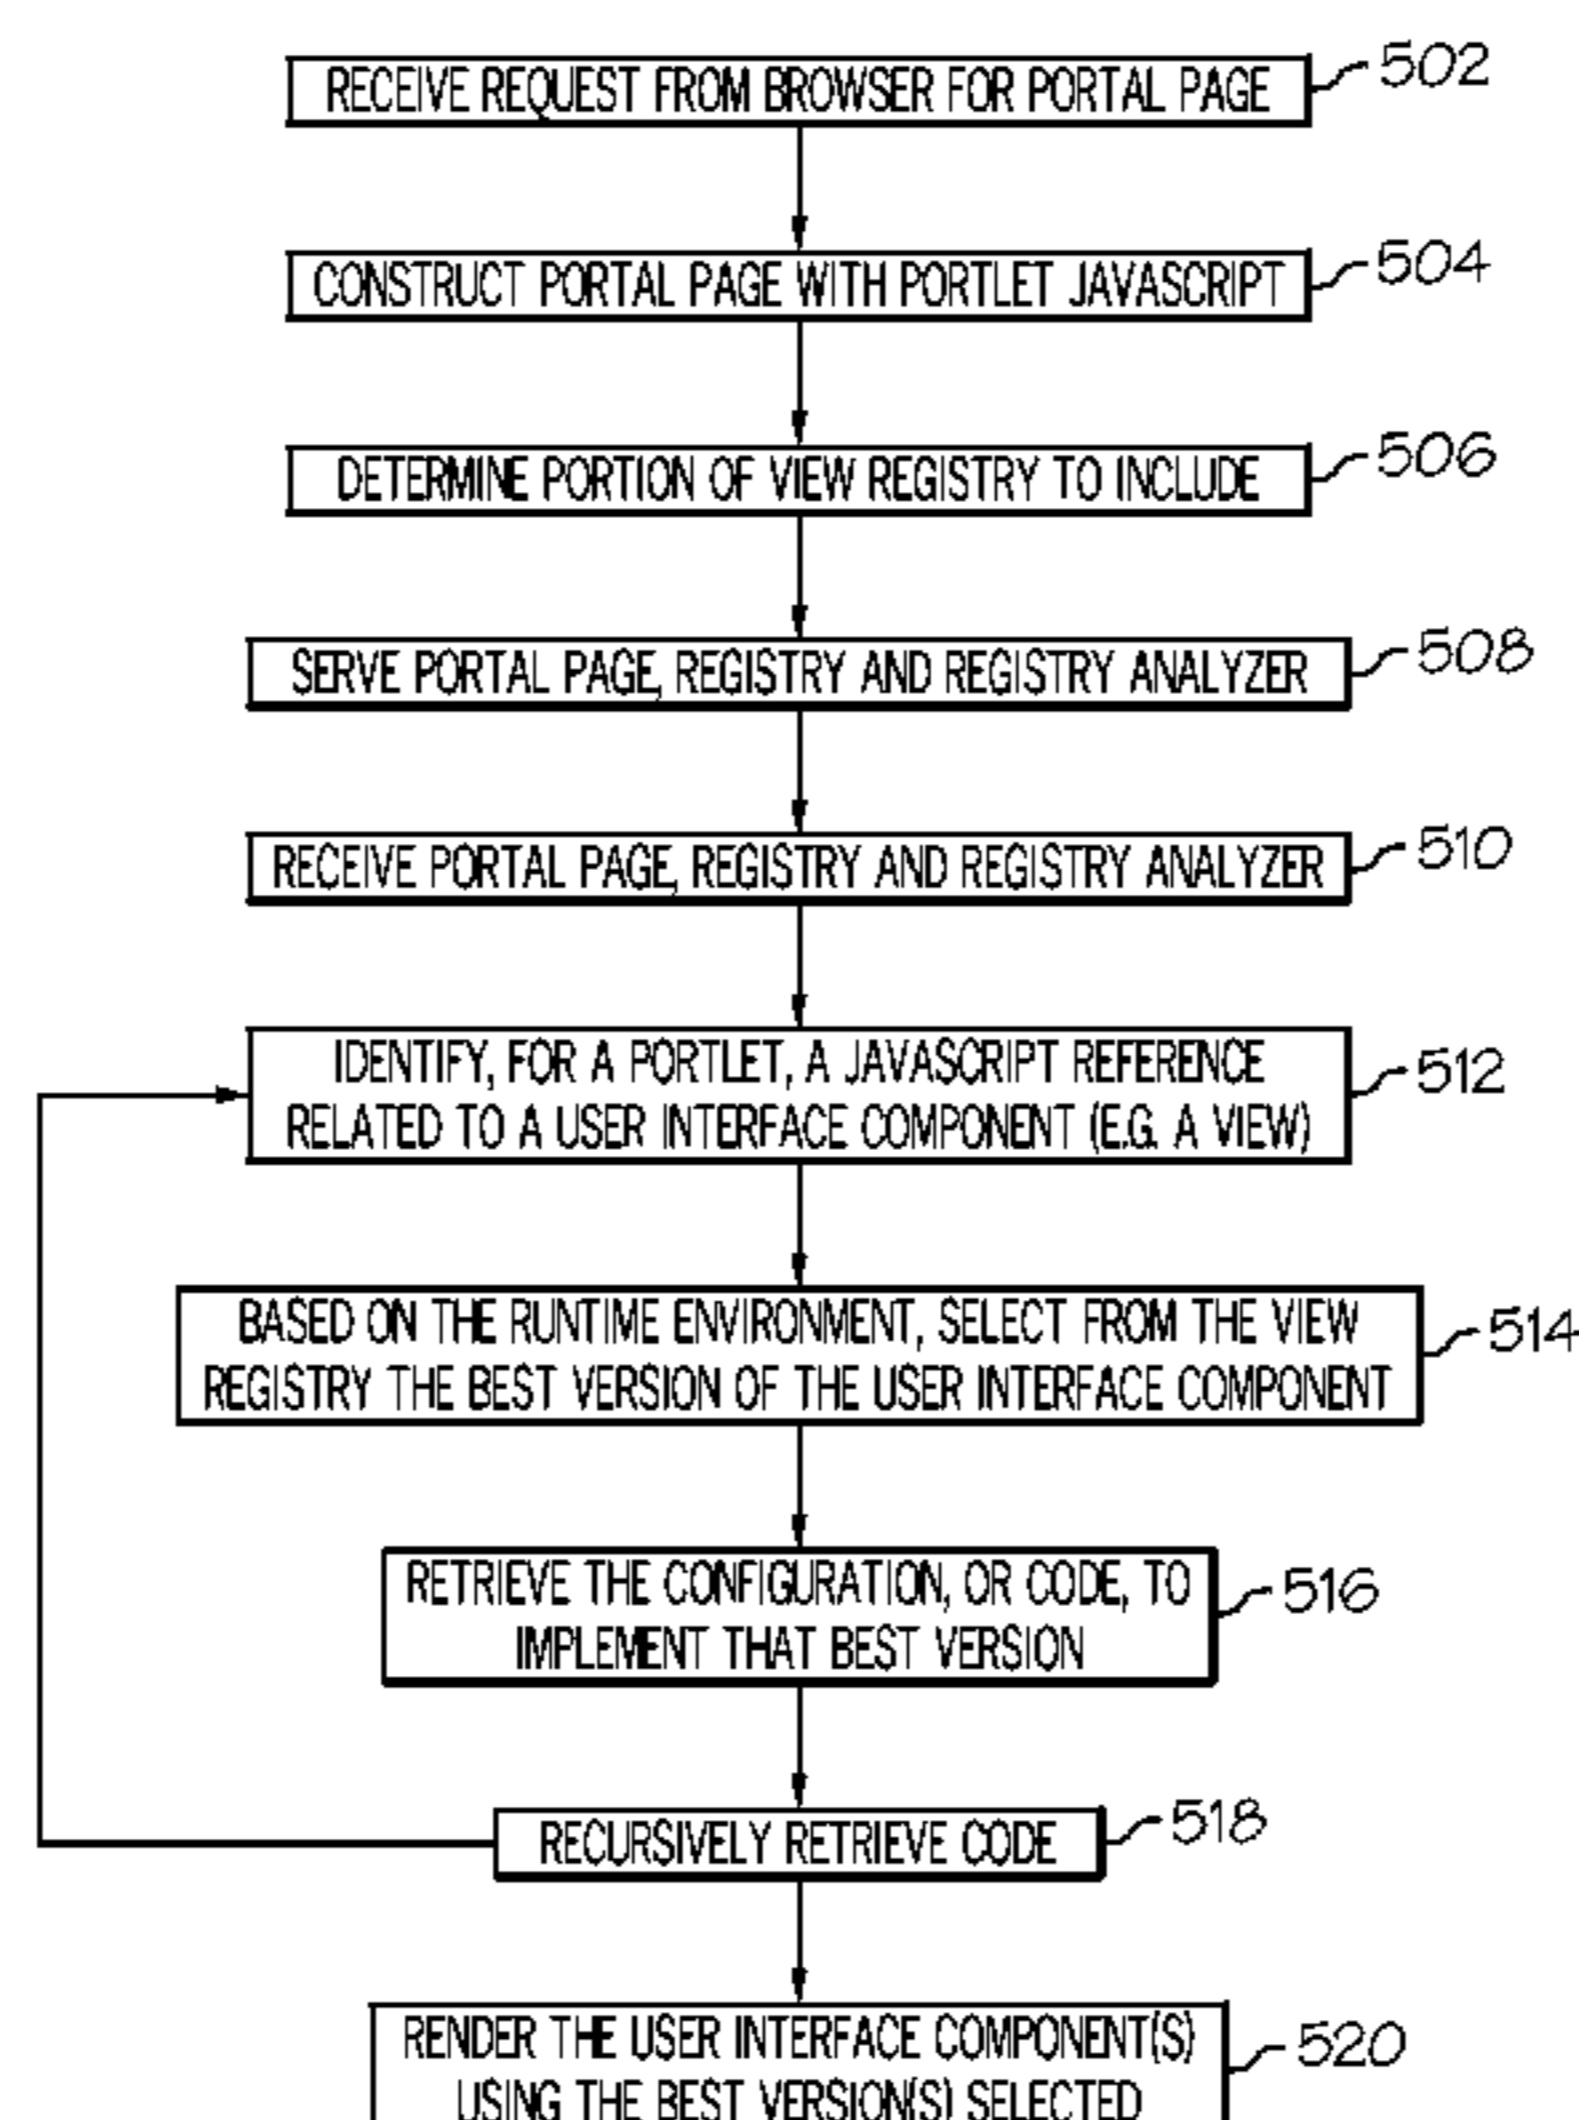 RECEIVE REQUEST FROM BROWSER FOR PORTAL PAGE
502
CONSTRUCT PORTAL PAGE WITH PORTLET JAVASCRIPT
504
DETERMINE PORTION OF VIEW REGISTRY TO INCLUDE
506
SERVE PORTAL PAGE, REGISTRY AND REGISTRY ANALYZER
508
RECEIVE PORTAL PAGE, REGISTRY AND REGISTRY ANALYZER
510
IDENTIFY, FOR A PORTLET, A JAVASCRIPT REFERENCE
RELATED TO A USER INTERFACE COMPONENT (E.G. A VIEW)
512
BASED ON THE RUNTIME ENVIRONMENT, SELECT FROM THE VIEW
REGISTRY THE BEST VERSION OF THE USER INTERFACE COMPONENT
514
RETRIEVE THE CONFIGURATION, OR CODE, TO
IMPLEMENT THAT BEST VERSION
516
RECURSIVELY RETRIEVE CODE
518
RENDER THE USER INTERFACE COMPONENT(S)
USING THE BEST VERSION(S) SELECTED
520